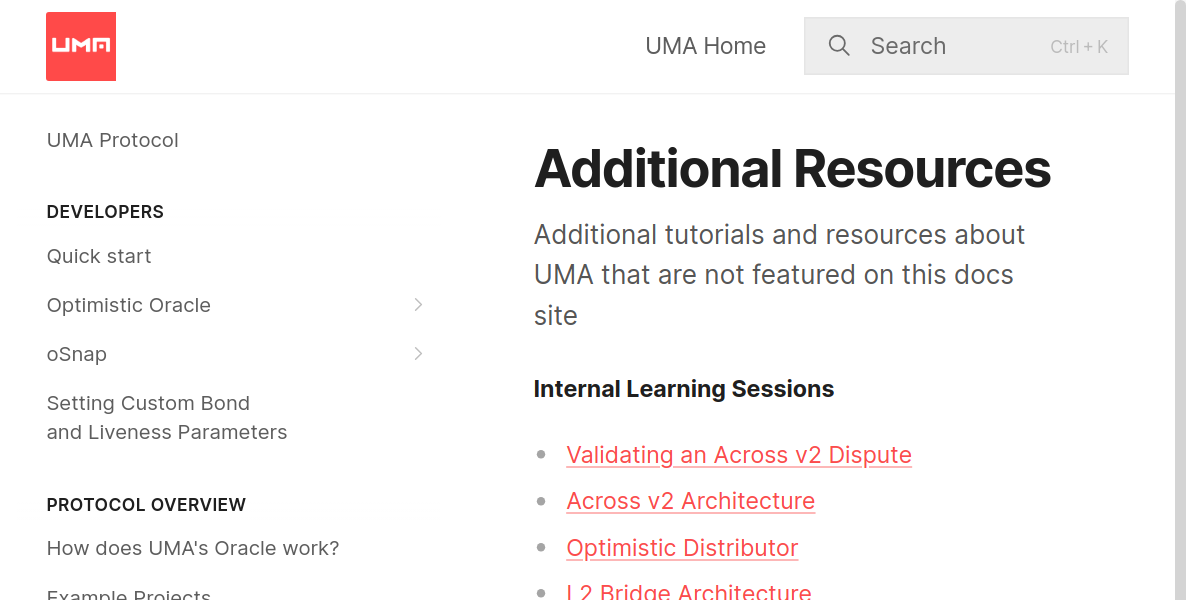 UMA
UMA Home
Search
Ctrl + K
UMA Protocol
DEVELOPERS
Quick start
Optimistic Oracle
oSnap
Setting Custom Bond
and Liveness Parameters
PROTOCOL OVERVIEW
How does UMA's Oracle work?
Example Projects
Additional Resources
Additional tutorials and resources about
UMA that are not featured on this docs
site
Internal Learning Sessions
Validating an Across v2 Dispute
Across v2 Architecture
Optimistic Distributor
L2 Bridge Architecture